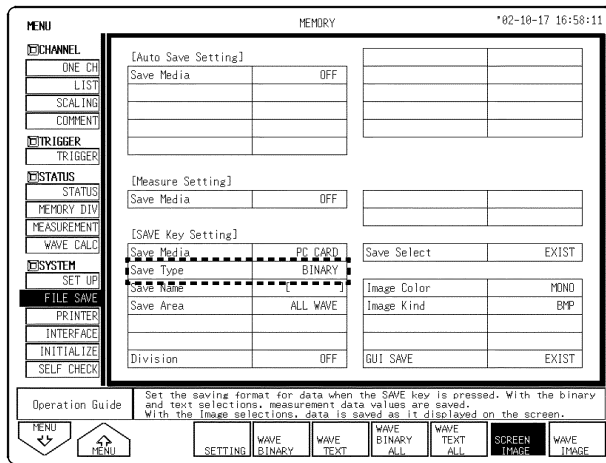 MENU
MEMORY
'02-10-17 16:58:11
CHANNEL
ONE CH
LIST
SCALING
COMMENT
TRIGGER
TRIGGER
STATUS
STATUS
MEMORY DIV
MEASUREMENT
WAVE CALC
SYSTEM
SET UP
FILE SAVE
PRINTER
INTERFACE
INITIALIZE
SELF CHECK
[Auto Save Setting]
Save Media OFF
[Measure Setting]
Save Media OFF
[SAVE Key Setting]
Save Media PC CARD
Save Type BINARY
Save Name [ ]
Save Area ALL WAVE
Division OFF
Save Select EXIST
Image Color MONO
Image Kind BMP
GUI SAVE EXIST
Operation Guide
Set the saving format for data when the SAVE key is pressed. With the binary
and text selections, measurement data values are saved.
With the Image selections, data is saved as it displayed on the screen.
MENU
MENU
SETTING
WAVE BINARY
WAVE TEXT
WAVE BINARY ALL
WAVE TEXT ALL
SCREEN IMAGE
WAVE IMAGE